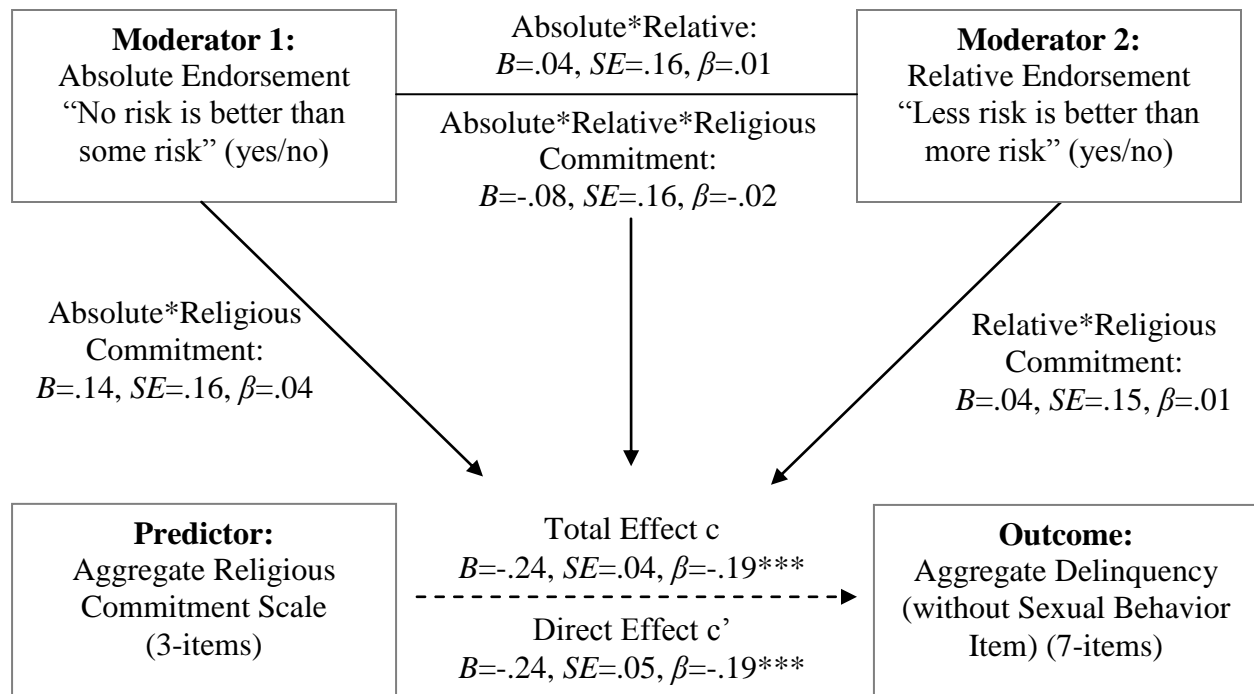 Moderator 1:
Absolute Endorsement
“No risk is better than
some risk” (yes/no)
Absolute*Relative:
B=.04, SE=.16, β=.01
Absolute*Relative*Religious
Commitment:
B=-.08, SE=.16, β=-.02
Moderator 2:
Relative Endorsement
“Less risk is better than
more risk” (yes/no)
Absolute*Religious
Commitment:
B=.14, SE=.16, β=.04
Relative*Religious
Commitment:
B=.04, SE=.15, β=.01
Predictor:
Aggregate Religious
Commitment Scale
(3-items)
Total Effect c
B=-.24, SE=.04, β=-.19***
Direct Effect c’
B=-.24, SE=.05, β=-.19***
Outcome:
Aggregate Delinquency
(without Sexual Behavior
Item) (7-items)